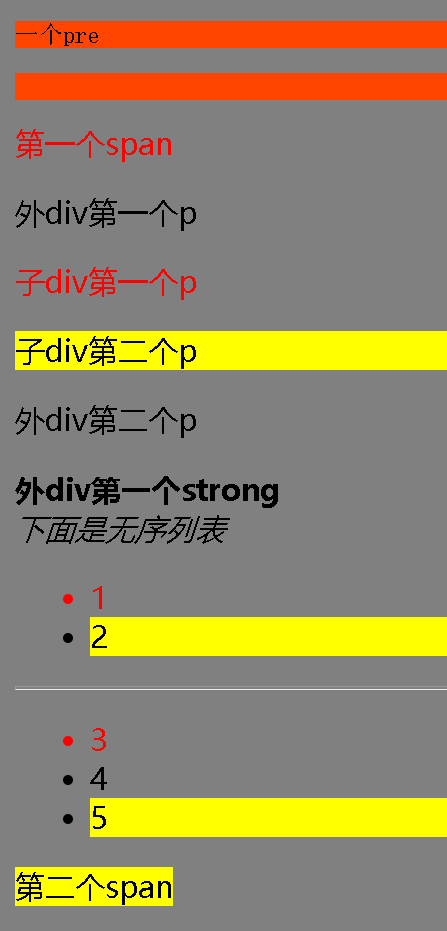 一个pre
第一个span
外div第一个p
子div第一个p
子div第二个p
外div第二个p
外div第一个strong
下面是无序列表
1
2
3
4
5
第二个span